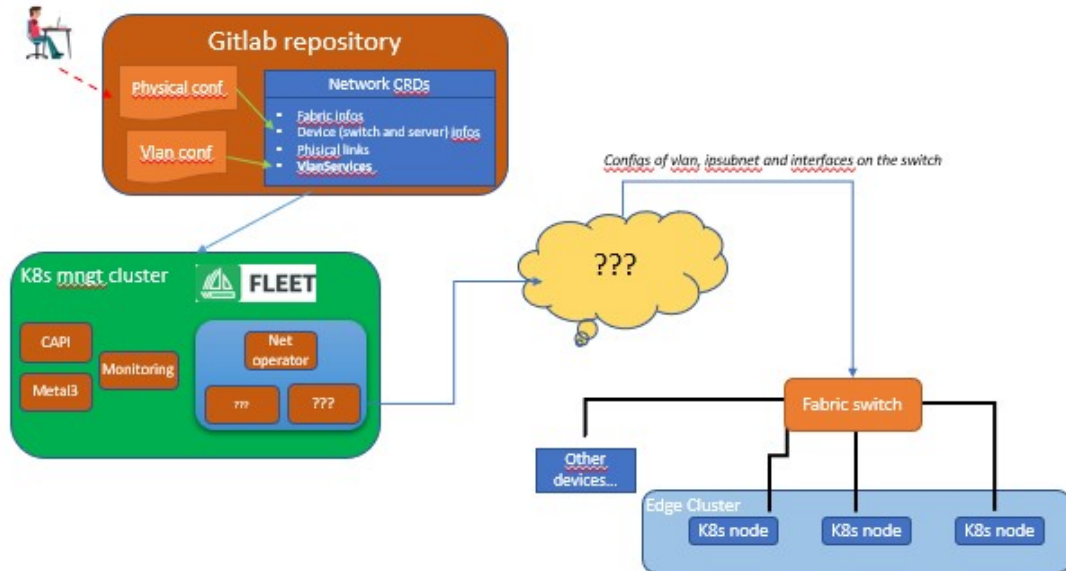 Gitlab repository
Physical conf
Vlan conf
Network CRDs
Fabric infos
Device (switch and server) infos
Phisical links
VlanServices
Configs of vlan, ipsubnet and interfaces on the switch
K8s mngt cluster
FLEET
CAPI
Metal3
Monitoring
Net
operator
???
???
???
Fabric switch
Other
devices...
Edge Cluster
K8s node
K8s node
K8s node